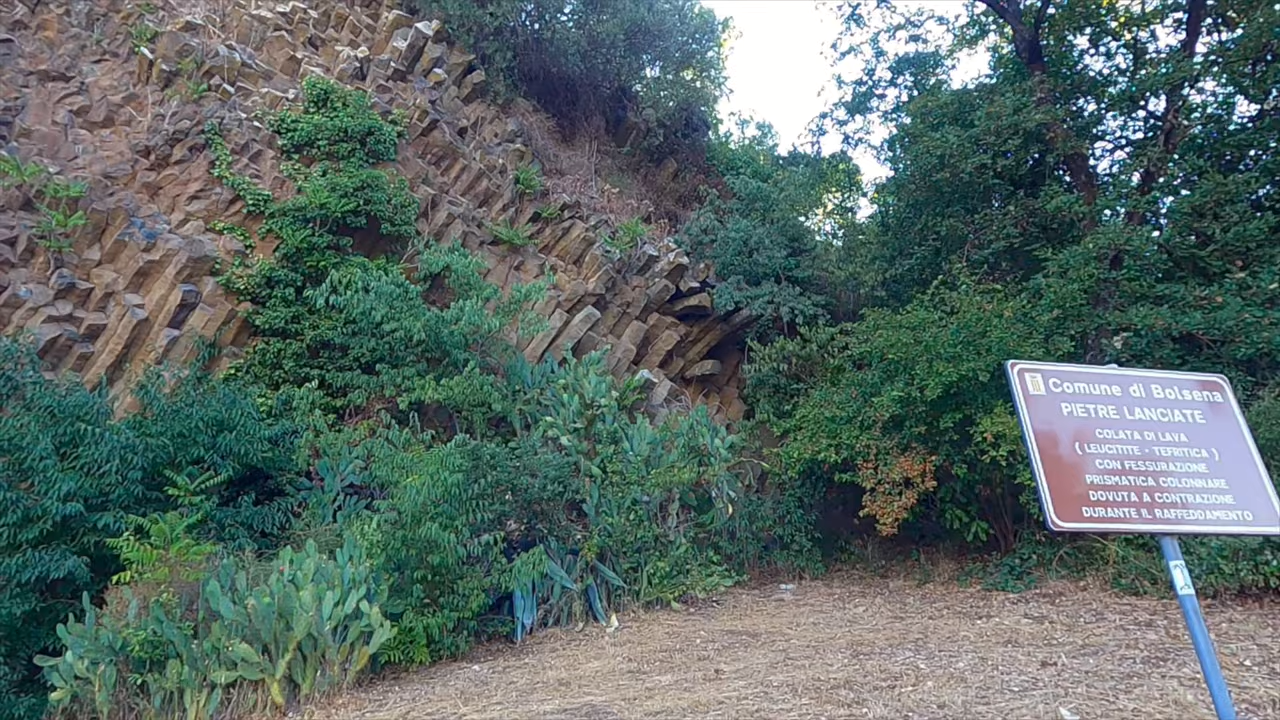 Comune di Bolsena
PIETRE LANCIATE
COLATA DI LAVA
( LEUCITITE - TEFRITICA )
CON FESSURAZIONE
PRISMATICA COLONNARE
DOVUTA A CONTRAZIONE
DURANTE IL RAFFEDDAMENTO